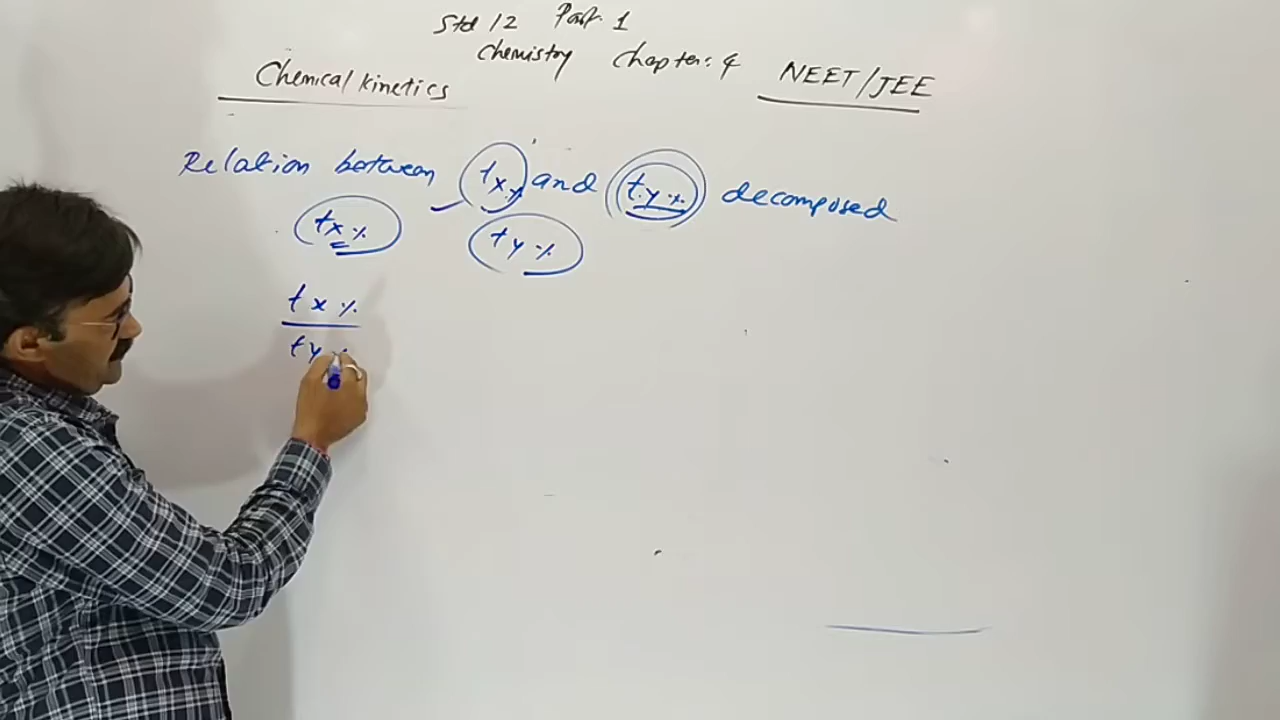 Std 12 Part 1
Chemistry Chapter: 4
Chemical kinetics
NEET/JEE
Relation between tx% and t.y.% decomposed
tx% ty%
tx%
ty%